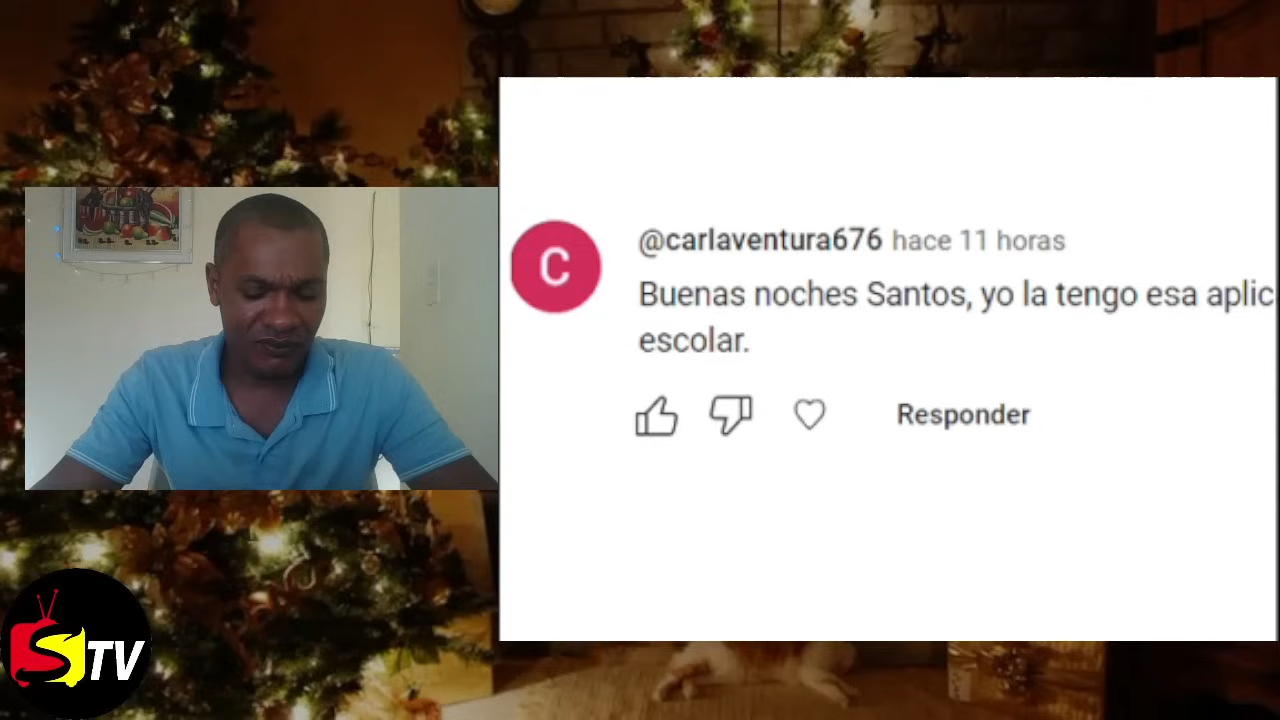 @carlaventura676 hace 11 horas
Buenas noches Santos, yo la tengo esa aplic
escolar.
Responder
C
STV